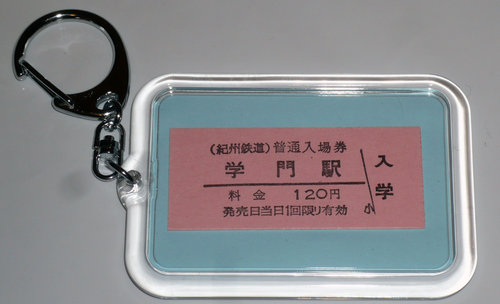 (紀州鉄道)普通入場券
学門駅
料金 120円
発売日当日1回限り有効
入学
小